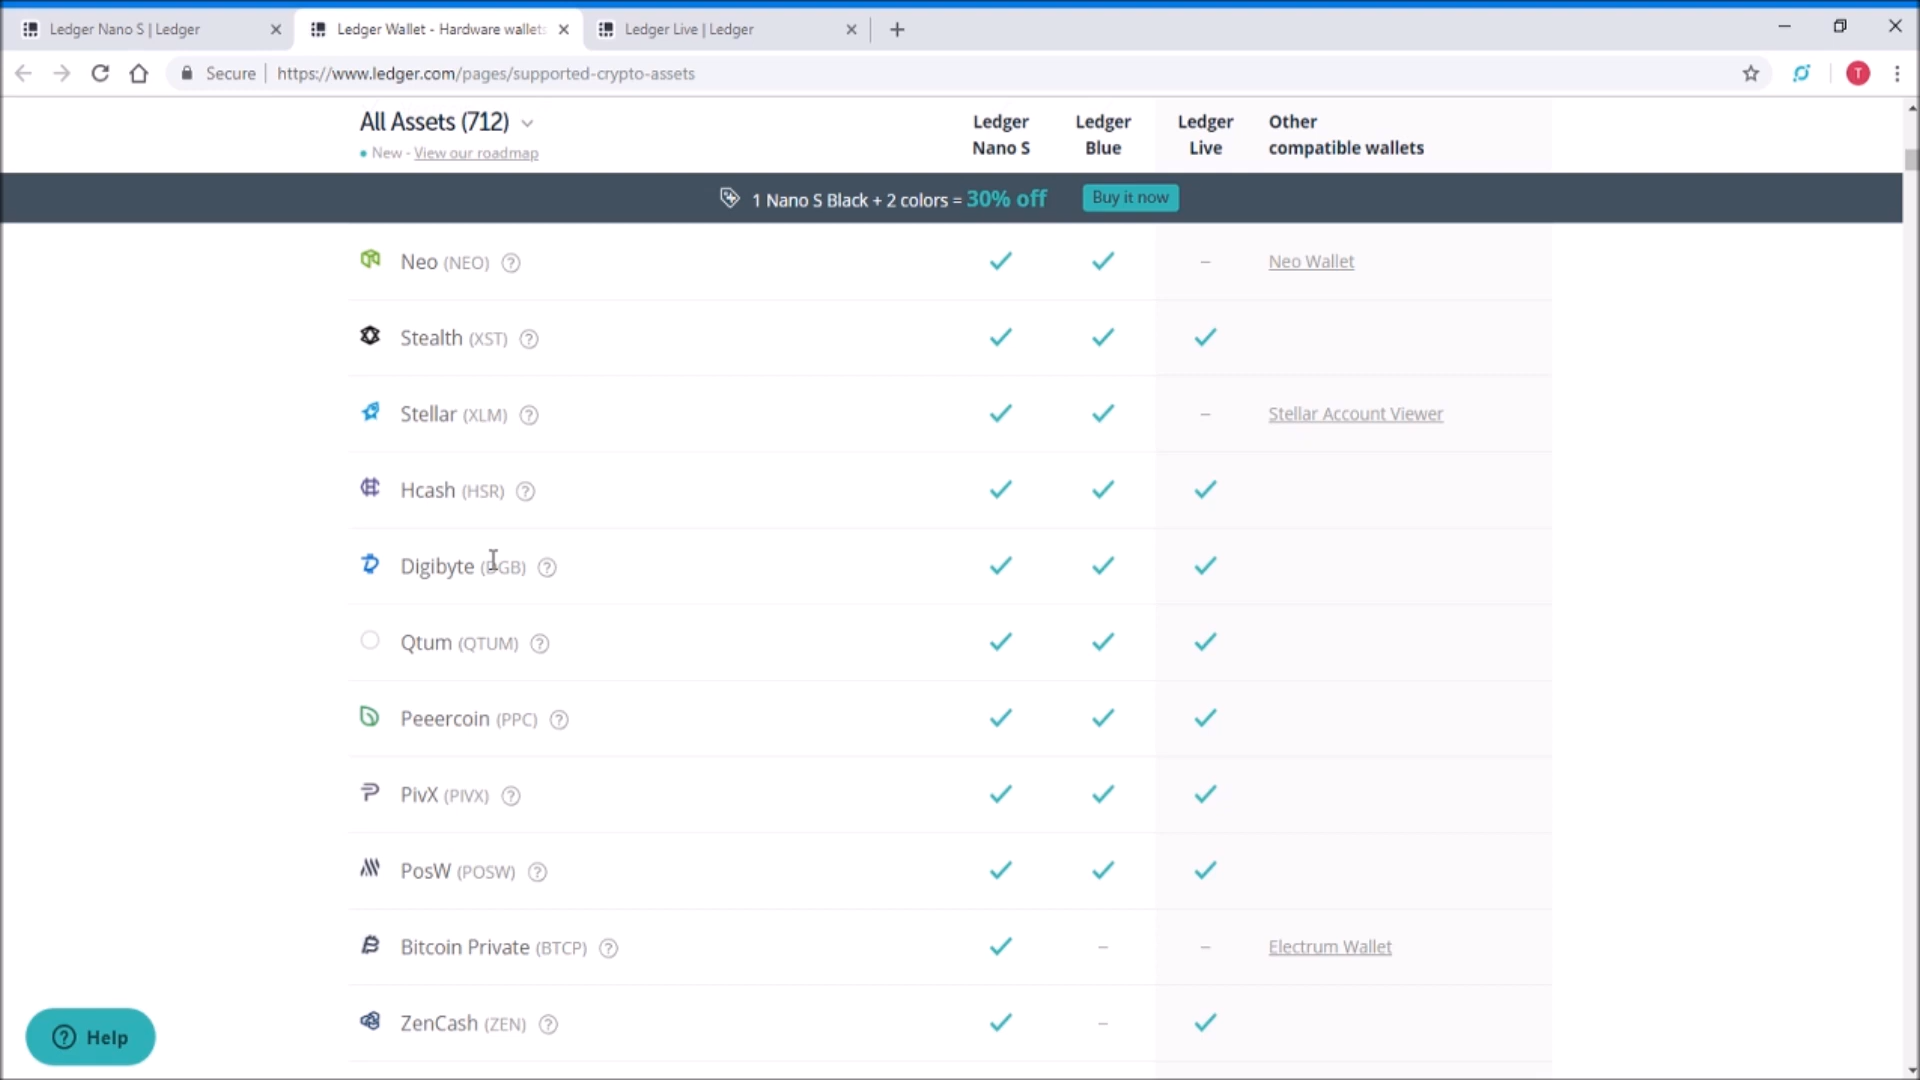 Ledger Nano S | Ledger
Ledger Wallet - Hardware wallets
Ledger Live | Ledger
Secure | https://www.ledger.com/pages/supported-crypto-assets
T
All Assets (712)
• New - View our roadmap
Ledger Nano S
Ledger Blue
Ledger Live
Other compatible wallets
1 Nano S Black + 2 colors = 30% off Buy it now
Neo (NEO) ? – Neo Wallet
Stealth (XST) ?
Stellar (XLM) ? – Stellar Account Viewer
Hcash (HSR) ?
Digibyte (DGB) ?
Qtum (QTUM) ?
Peeercoin (PPC) ?
PivX (PIVX) ?
PosW (POSW) ?
Bitcoin Private (BTCP) ? – – Electrum Wallet
ZenCash (ZEN) ? –
? Help